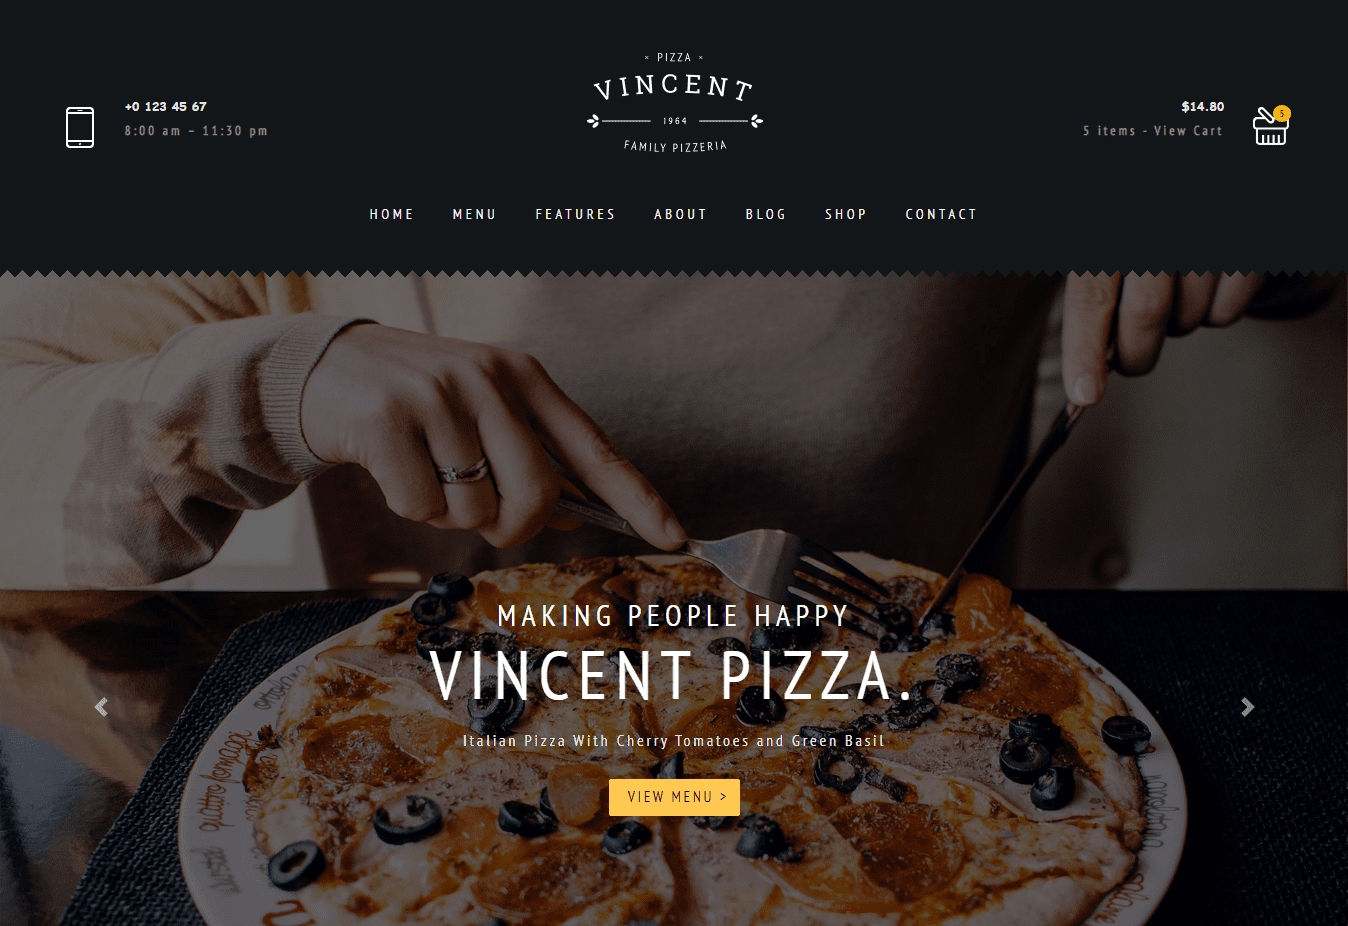 × PIZZA ×
VINCENT
1964
FAMILY PIZZERIA
+0 123 45 67
8:00 am – 11:30 pm
$14.80
5 items - View Cart
5
HOME MENU FEATURES ABOUT BLOG SHOP CONTACT
MAKING PEOPLE HAPPY
VINCENT PIZZA.
Italian Pizza With Cherry Tomatoes and Green Basil
VIEW MENU >
quattro formaggi